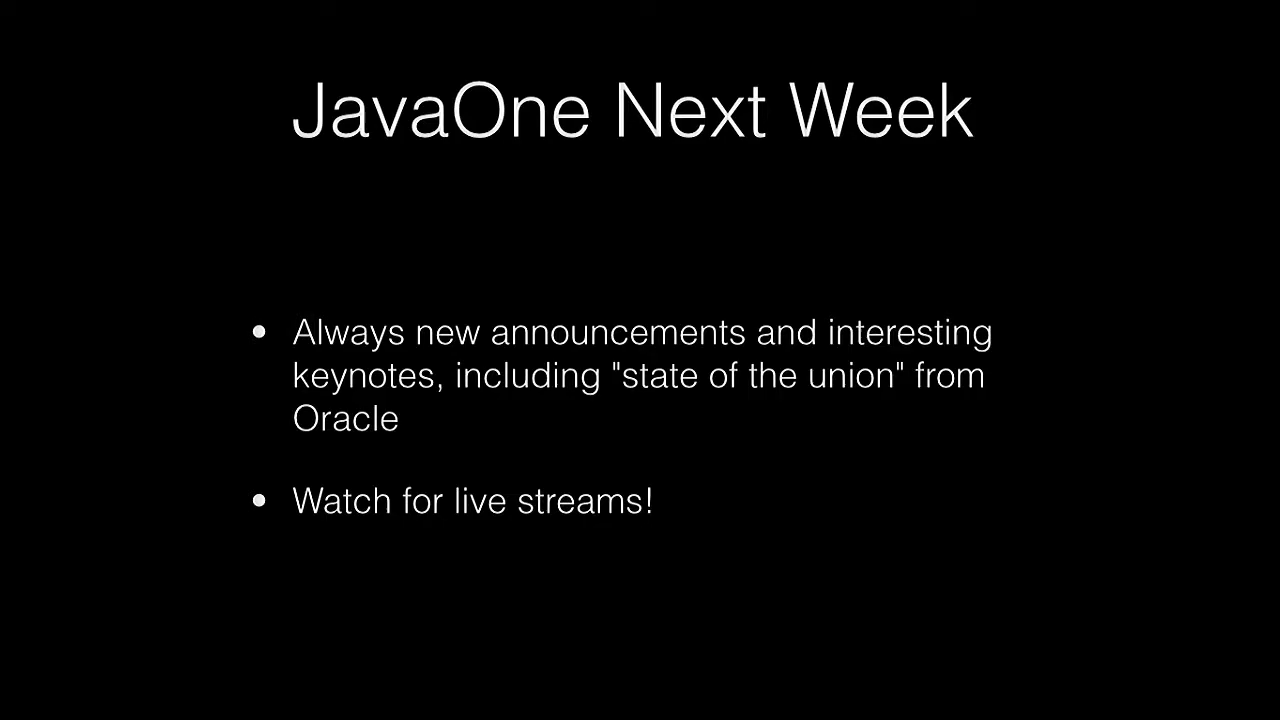 JavaOne Next Week
• Always new announcements and interesting
keynotes, including "state of the union" from
Oracle
• Watch for live streams!